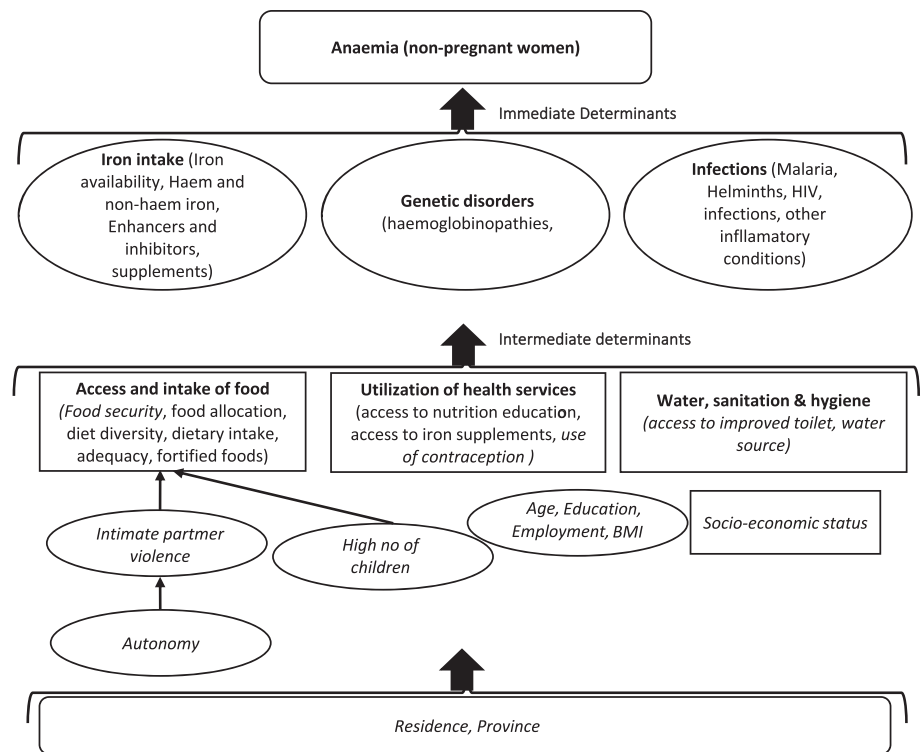 Anaemia (non-pregnant women)
Immediate Determinants
Iron intake (Iron
availability, Haem and
non-haem iron,
Enhancers and
inhibitors,
supplements)
Genetic disorders
(haemoglobinopathies,
Infections (Malaria,
Helminths, HIV,
infections, other
infllamatory
conditions)
Intermediate determinants
Access and intake of food
(Food security, food allocation,
diet diversity, dietary intake,
adequacy, fortified foods)
Utilization of health services
(access to nutrition education,
access to iron supplements, use
of contraception )
Water, sanitation & hygiene
(access to improved toilet, water
source)
Intimate partmer
violence
High no of
children
Age, Education,
Employment, BMI
Socio-economic status
Autonomy
Residence, Province